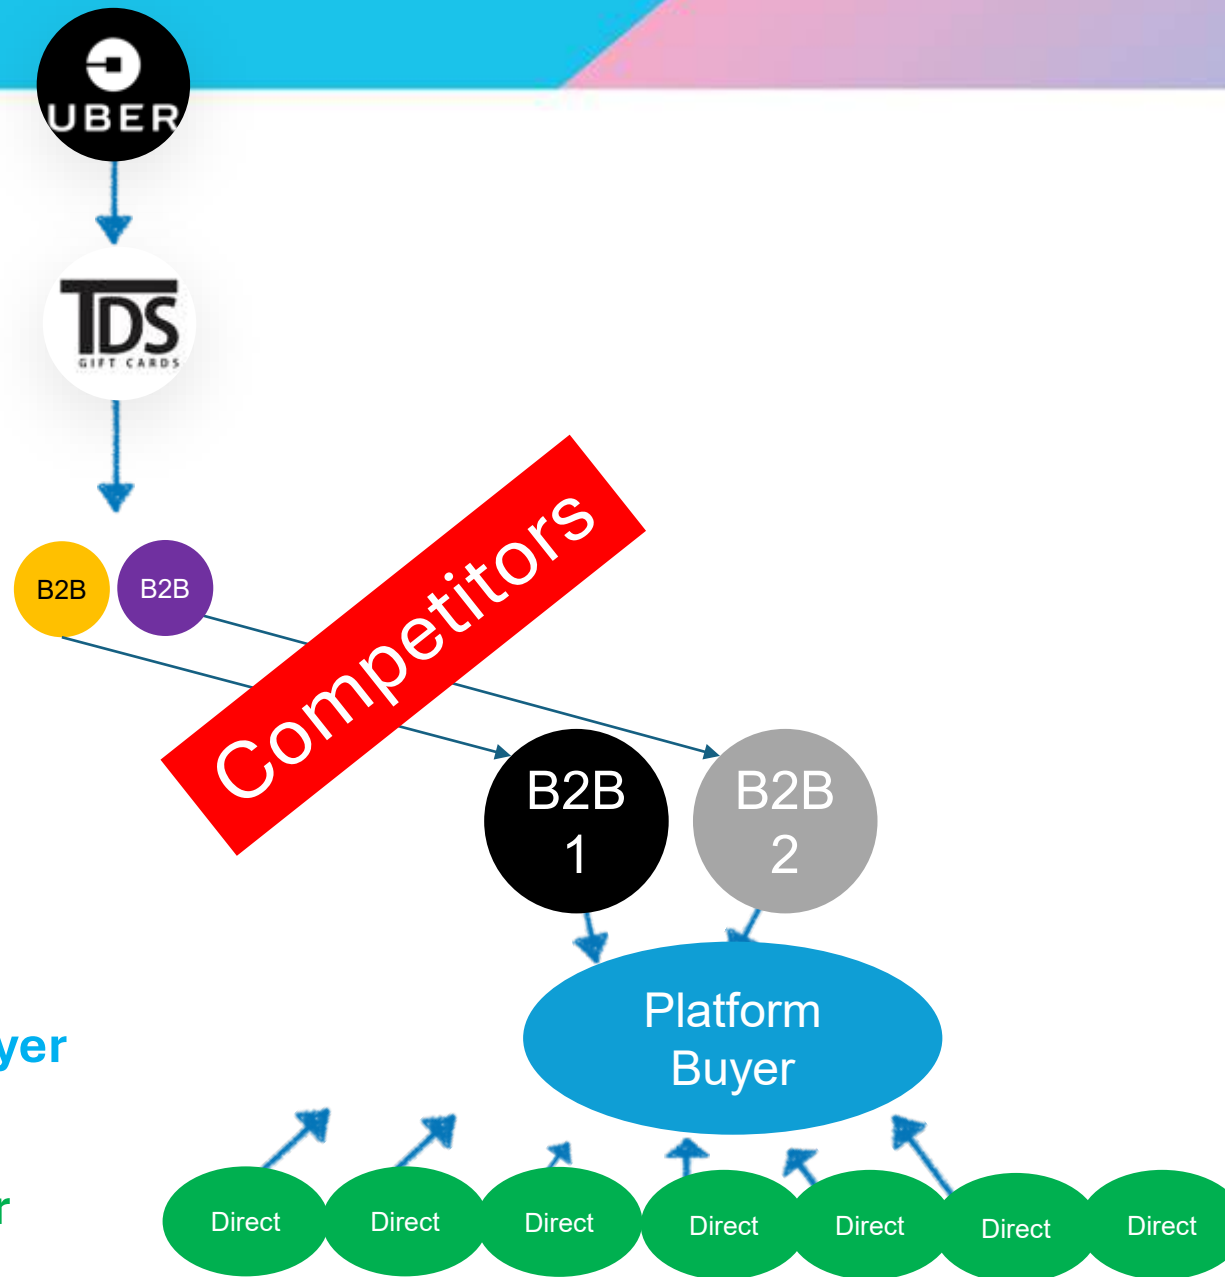 UBER
TDS
GIFT CARDS
B2B
B2B
Competitors
B2B
1
B2B
2
Platform
Buyer
yer
r
Direct
Direct
Direct
Direct
Direct
Direct
Direct